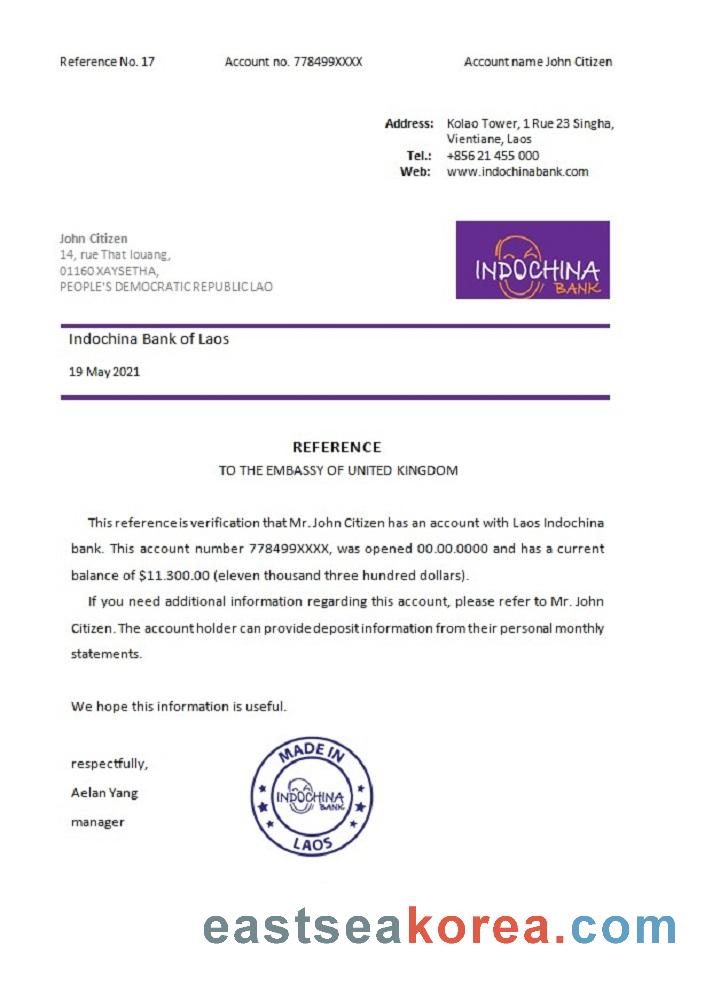 Reference No. 17 Account no. 778499XXXX Account name John Citizen
Address: Kolao Tower, 1 Rue 23 Singha,
Vientiane, Laos
Tel.: +856 21 455 000
Web: www.indochinabank.com
John Citizen
14, rue That louang,
01160 XAYSETHA,
PEOPLE'S DEMOCRATIC REPUBLIC LAO
INDOCHINA
BANK
Indochina Bank of Laos
19 May 2021
REFERENCE
TO THE EMBASSY OF UNITED KINGDOM
This reference is verification that Mr. John Citizen has an account with Laos Indochina
bank. This account number 778499XXXX, was opened 00.00.0000 and has a current
balance of $11.300.00 (eleven thousand three hundred dollars).
If you need additional information regarding this account, please refer to Mr. John
Citizen. The account holder can provide deposit information from their personal monthly
statements.
We hope this information is useful.
respectfully,
Aelan Yang
manager
MADE IN
INDOCHINA
BANK
LAOS
eastseakorea.com